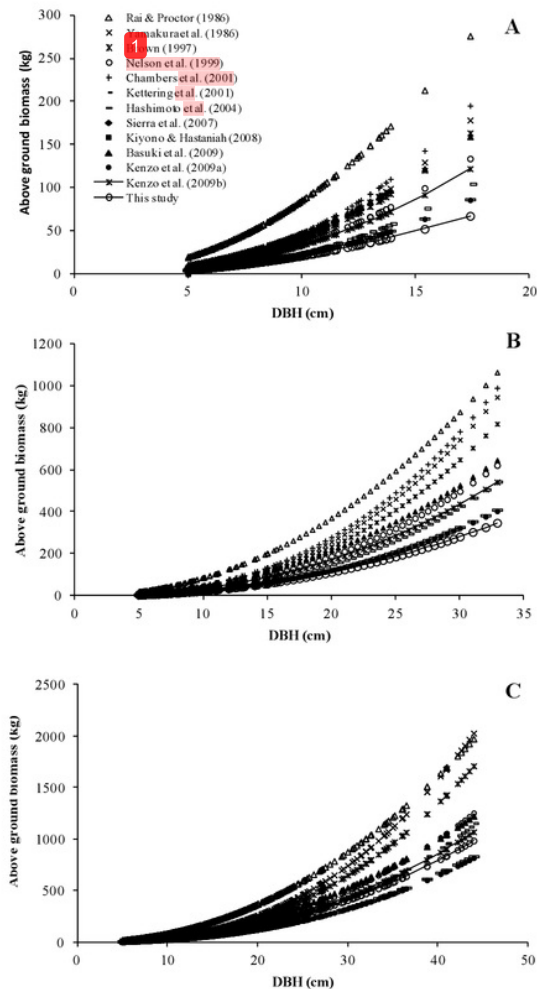 A
Rai & Proctor (1986)
Yamakura et al. (1986)
1
(1997)
Nelson et al. (1999)
Chambers et al. (2001)
Kettering et al. (2001)
Hashimoto et al. (2004)
Sierra et al. (2007)
Kiyono & Hastaniah (2008)
Basuki et al. (2009)
Kenzo et al. (2009a)
Kenzo et al. (2009b)
This study
Above ground biomass (kg)
300
250
200
150
100
50
0
0 5 10 15 20
DBH (cm)
B
Above ground biomass (kg)
1200
1000
800
600
400
200
0
0 5 10 15 20 25 30 35
DBH (cm)
C
Above ground biomass (kg)
2500
2000
1500
1000
500
0
0 10 20 30 40 50
DBH (cm)